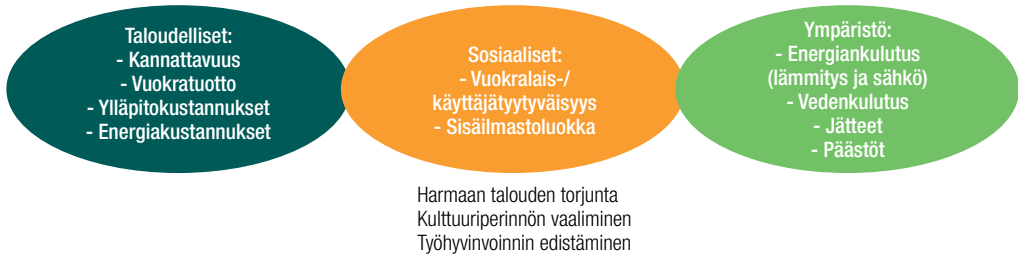 Taloudelliset:
- Kannattavuus
- Vuokratuotto
- Ylläpitokustannukset
- Energiakustannukset
Sosiaaliset:
- Vuokralais-/
käyttäjätyytyväisyys
- Sisäilmastoluokka
Ympäristö:
- Energiankulutus
(lämmitys ja sähkö)
- Vedenkulutus
- Jätteet
- Päästöt
Harmaan talouden torjunta
Kulttuuriperinnön vaaliminen
Työhyvinvoinnin edistäminen